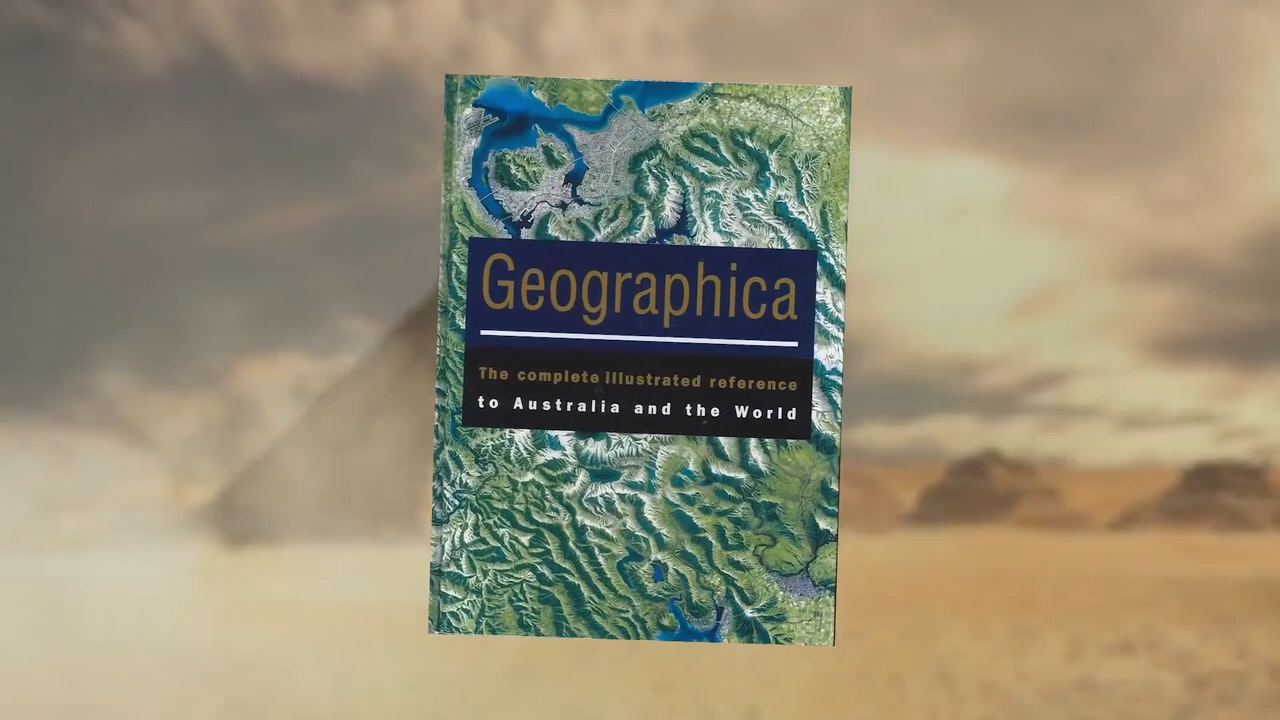 Geographica
The complete illustrated reference
to Australia and the World